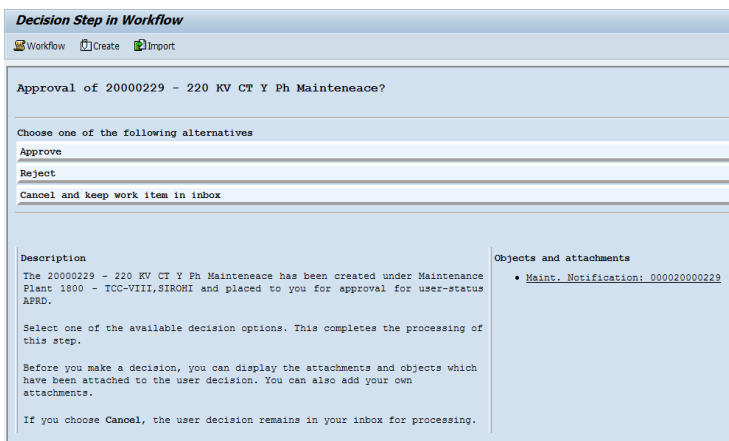 Decision Step in Workflow
Workflow Create Import
Approval of 20000229 - 220 KV CT Y Ph Mainteneace?
Choose one of the following alternatives
Approve
Reject
Cancel and keep work item in inbox
Description
The 20000229 - 220 KV CT Y Ph Mainteneace has been created under Maintenance
Plant 1800 - TCC-VIII,SIROHI and placed to you for approval for user-status
APRD.
Select one of the available decision options. This completes the processing of
this step.
Before you make a decision, you can display the attachments and objects which
have been attached to the user decision. You can also add your own
attachments.
If you choose Cancel, the user decision remains in your inbox for processing.
Objects and attachments
• Maint. Notification: 000020000229